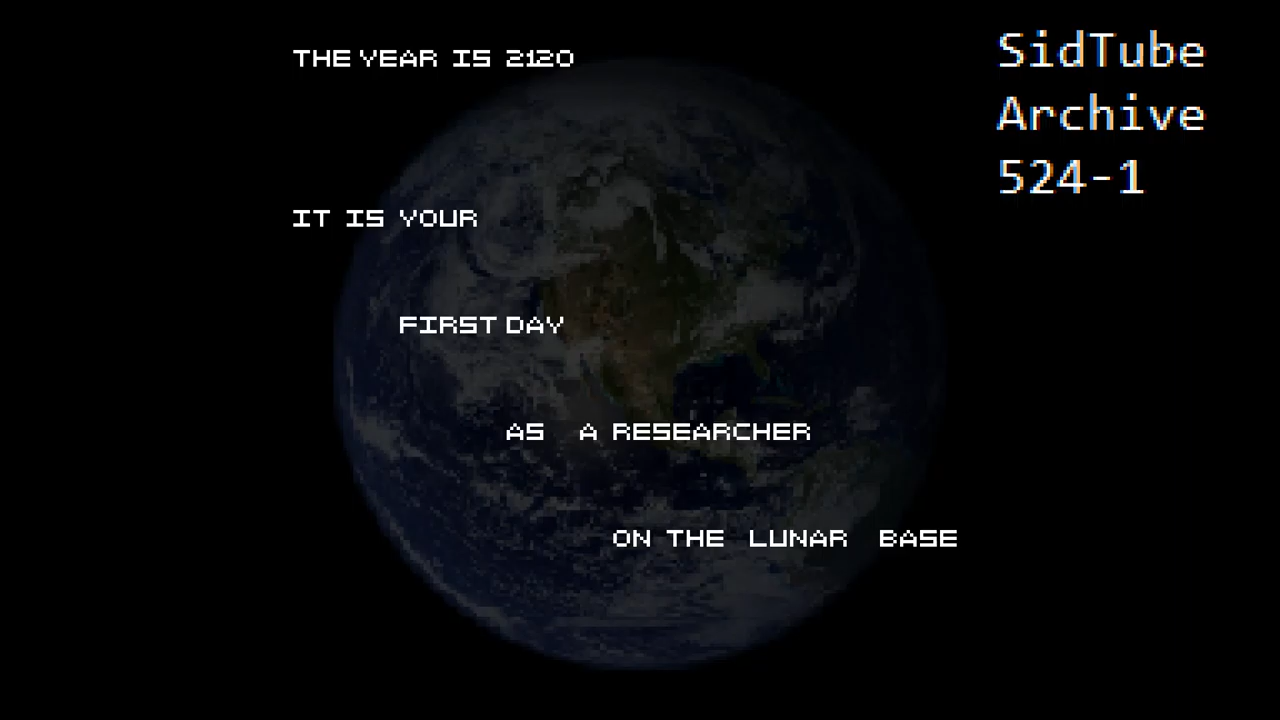 THE YEAR IS 2120
IT IS YOUR
FIRST DAY
AS A RESEARCHER
ON THE LUNAR BASE
SidTube
Archive
524-1